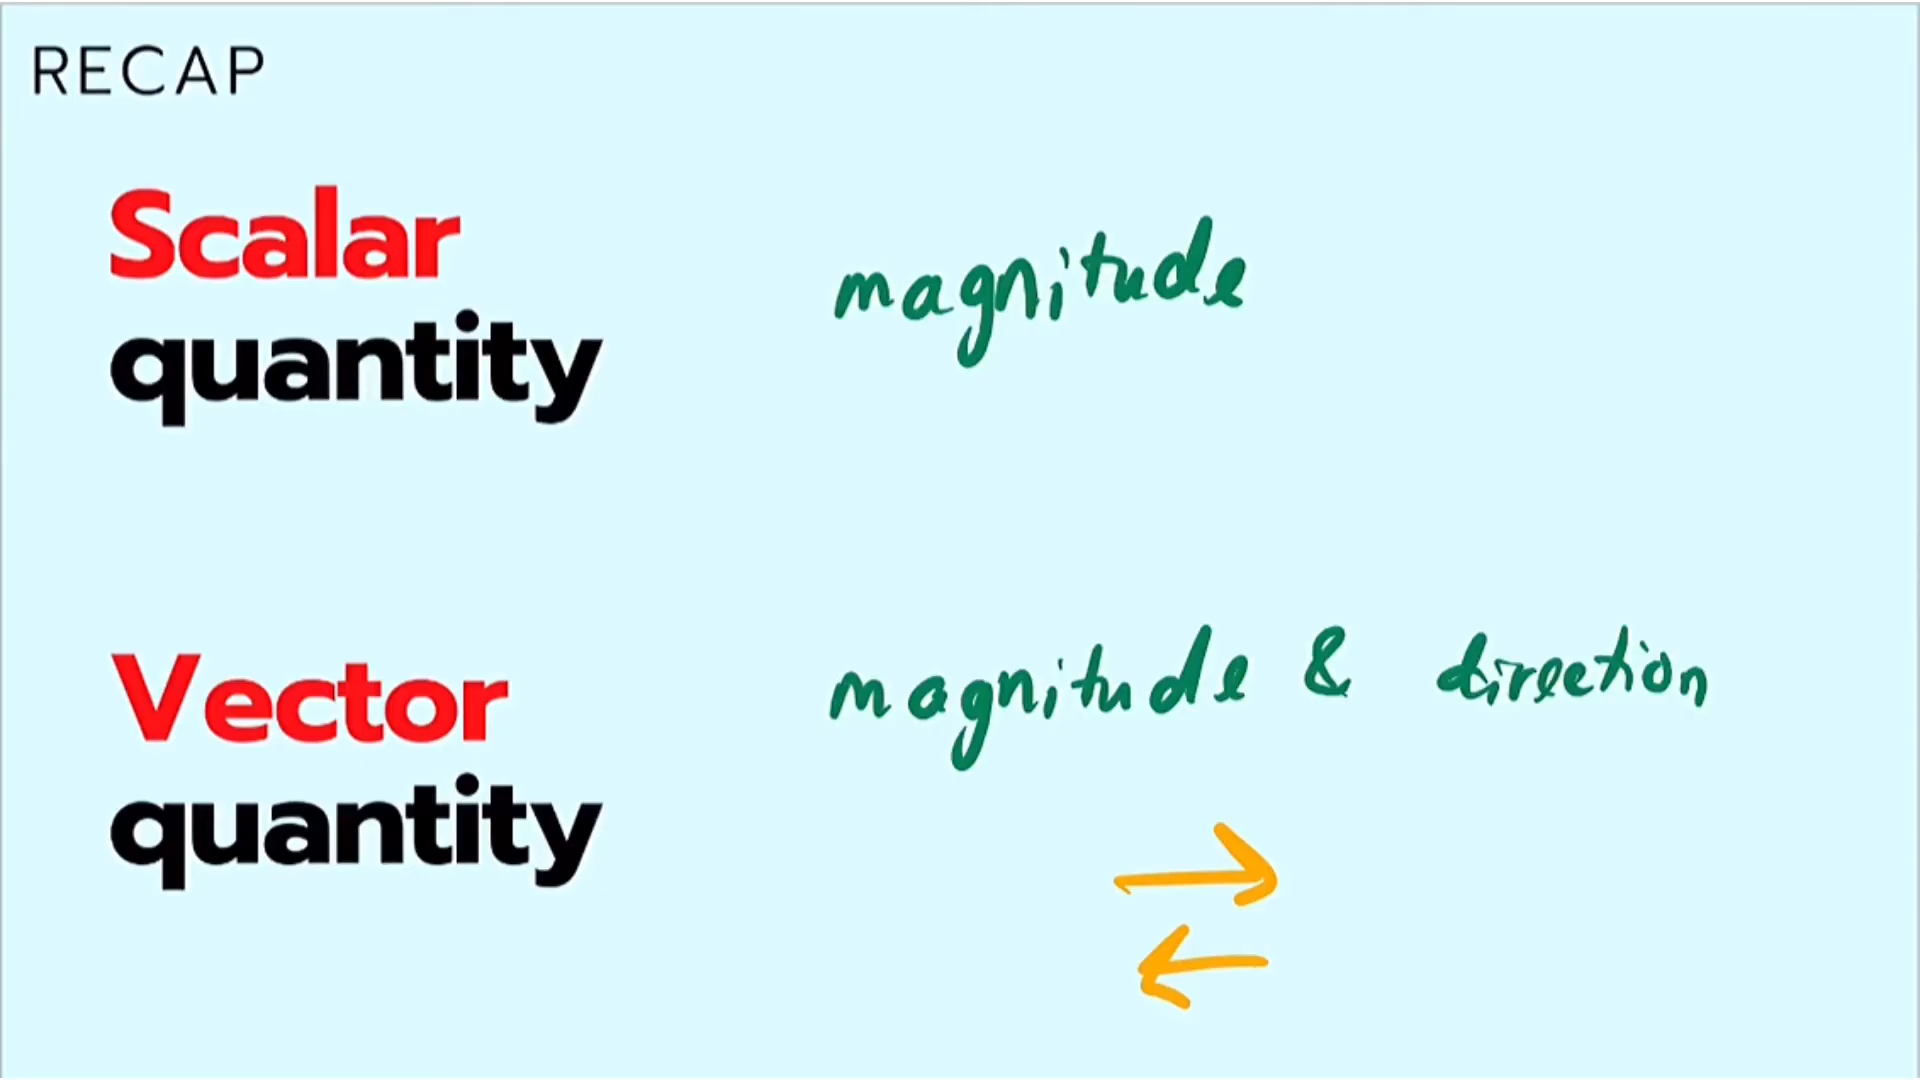 RECAP
Scalar
quantity
magnitude
Vector
quantity
magnitude & direction